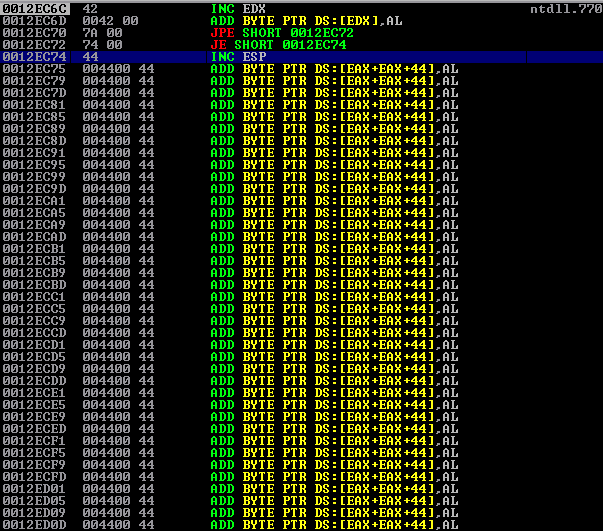 0012EC6C 42 INC EDX ntdll.770
0012EC6D 0042 00 ADD BYTE PTR DS:[EDX],AL
0012EC70 7A 00 JPE SHORT 0012EC72
0012EC72 74 00 JE SHORT 0012EC74
0012EC74 44 INC ESP
0012EC75 004400 44 ADD BYTE PTR DS:[EAX+EAX+44],AL
0012EC79 004400 44 ADD BYTE PTR DS:[EAX+EAX+44],AL
0012EC7D 004400 44 ADD BYTE PTR DS:[EAX+EAX+44],AL
0012EC81 004400 44 ADD BYTE PTR DS:[EAX+EAX+44],AL
0012EC85 004400 44 ADD BYTE PTR DS:[EAX+EAX+44],AL
0012EC89 004400 44 ADD BYTE PTR DS:[EAX+EAX+44],AL
0012EC8D 004400 44 ADD BYTE PTR DS:[EAX+EAX+44],AL
0012EC91 004400 44 ADD BYTE PTR DS:[EAX+EAX+44],AL
0012EC95 004400 44 ADD BYTE PTR DS:[EAX+EAX+44],AL
0012EC99 004400 44 ADD BYTE PTR DS:[EAX+EAX+44],AL
0012EC9D 004400 44 ADD BYTE PTR DS:[EAX+EAX+44],AL
0012ECA1 004400 44 ADD BYTE PTR DS:[EAX+EAX+44],AL
0012ECA5 004400 44 ADD BYTE PTR DS:[EAX+EAX+44],AL
0012ECA9 004400 44 ADD BYTE PTR DS:[EAX+EAX+44],AL
0012ECAD 004400 44 ADD BYTE PTR DS:[EAX+EAX+44],AL
0012ECB1 004400 44 ADD BYTE PTR DS:[EAX+EAX+44],AL
0012ECB5 004400 44 ADD BYTE PTR DS:[EAX+EAX+44],AL
0012ECB9 004400 44 ADD BYTE PTR DS:[EAX+EAX+44],AL
0012ECBD 004400 44 ADD BYTE PTR DS:[EAX+EAX+44],AL
0012ECC1 004400 44 ADD BYTE PTR DS:[EAX+EAX+44],AL
0012ECC5 004400 44 ADD BYTE PTR DS:[EAX+EAX+44],AL
0012ECC9 004400 44 ADD BYTE PTR DS:[EAX+EAX+44],AL
0012ECCD 004400 44 ADD BYTE PTR DS:[EAX+EAX+44],AL
0012ECD1 004400 44 ADD BYTE PTR DS:[EAX+EAX+44],AL
0012ECD5 004400 44 ADD BYTE PTR DS:[EAX+EAX+44],AL
0012ECD9 004400 44 ADD BYTE PTR DS:[EAX+EAX+44],AL
0012ECDD 004400 44 ADD BYTE PTR DS:[EAX+EAX+44],AL
0012ECE1 004400 44 ADD BYTE PTR DS:[EAX+EAX+44],AL
0012ECE5 004400 44 ADD BYTE PTR DS:[EAX+EAX+44],AL
0012ECE9 004400 44 ADD BYTE PTR DS:[EAX+EAX+44],AL
0012ECED 004400 44 ADD BYTE PTR DS:[EAX+EAX+44],AL
0012ECF1 004400 44 ADD BYTE PTR DS:[EAX+EAX+44],AL
0012ECF5 004400 44 ADD BYTE PTR DS:[EAX+EAX+44],AL
0012ECF9 004400 44 ADD BYTE PTR DS:[EAX+EAX+44],AL
0012ECFD 004400 44 ADD BYTE PTR DS:[EAX+EAX+44],AL
0012ED01 004400 44 ADD BYTE PTR DS:[EAX+EAX+44],AL
0012ED05 004400 44 ADD BYTE PTR DS:[EAX+EAX+44],AL
0012ED09 004400 44 ADD BYTE PTR DS:[EAX+EAX+44],AL
0012ED0D 004400 44 ADD BYTE PTR DS:[EAX+EAX+44],AL